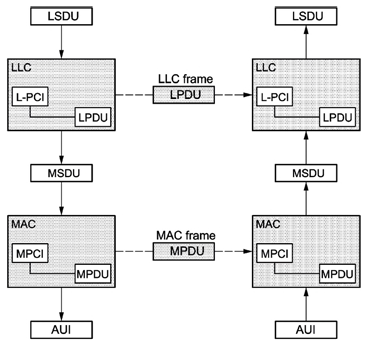 LSDU
LSDU
LLC
LLC frame
LLC
L-PCI
LPDU
L-PCI
LPDU
LPDU
MSDU
MSDU
MAC
MAC frame
MAC
MPCI
MPDU
MPCI
MPDU
MPDU
AUI
AUI